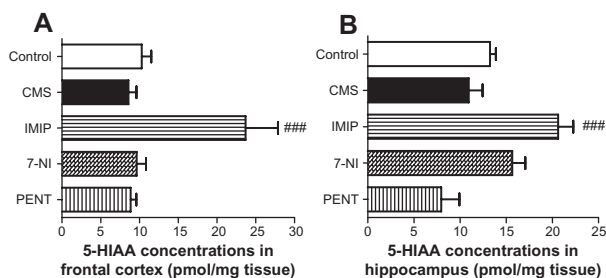 A
Control
CMS
IMIP
###
7-NI
PENT
0 5 10 15 20 25 30
5-HIAA concentrations in
frontal cortex (pmol/mg tissue)
B
Control
CMS
IMIP
###
7-NI
PENT
0 5 10 15 20 25
5-HIAA concentrations in
hippocampus (pmol/mg tissue)